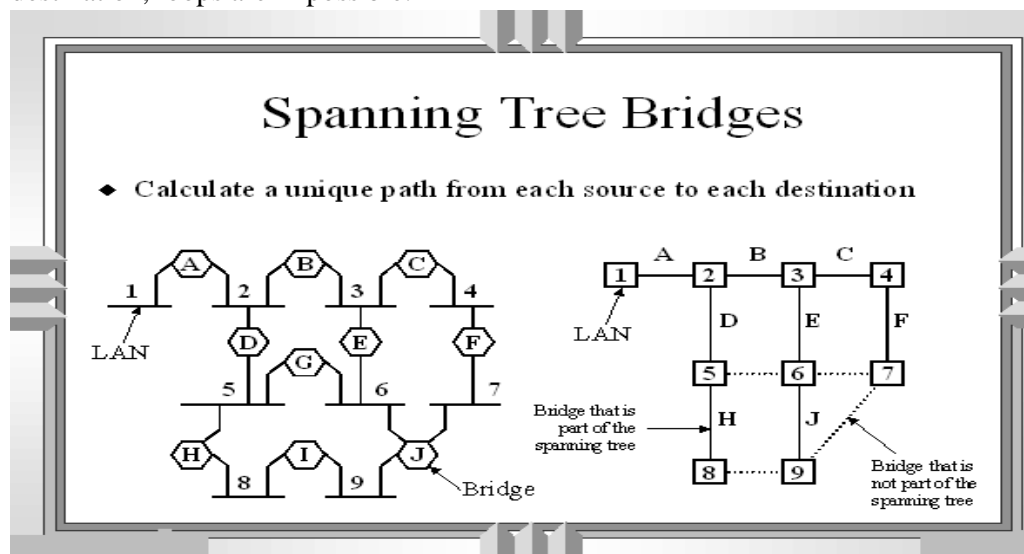 Spanning Tree Bridges
Calculate a unique path from each source to each destination
A B C
1 2 3 4
LAN
D E F
G
5 6 7
H I J
8 9
Bridge
A B C
1 2 3 4
LAN
D E F
5 6 7
Bridge that is
part of the
spanning tree
H J
8 9
Bridge that is
not part of the
spanning tree